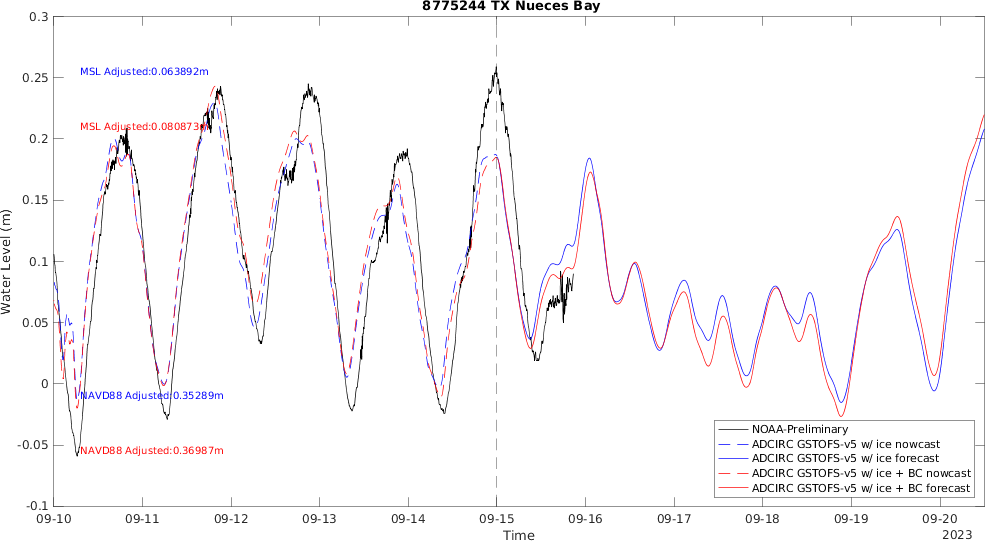 8775244 TX Nueces Bay
0.3
0.25
0.2
0.15
0.1
0.05
0
-0.05
-0.1
Water Level (m)
MSL Adjusted:0.063892m
MSL Adjusted:0.080873m
NAVD88 Adjusted:0.35289m
NAVD88 Adjusted:0.36987m
NOAA-Preliminary
ADCIRC GSTOFS-v5 w/ ice nowcast
ADCIRC GSTOFS-v5 w/ ice forecast
ADCIRC GSTOFS-v5 w/ ice + BC nowcast
ADCIRC GSTOFS-v5 w/ ice + BC forecast
09-10 09-11 09-12 09-13 09-14 09-15 09-16 09-17 09-18 09-19 09-20
Time
2023